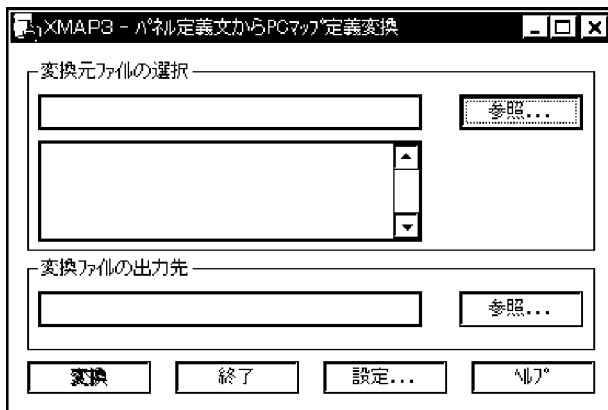 XMAP3 - ﾊﾟﾈﾙ定義文からPCﾏｯﾌﾟ定義変換
変換元ﾌｧｲﾙの選択
参照...
変換ﾌｧｲﾙの出力先
参照...
変換
終了
設定...
ﾍﾙﾌﾟ